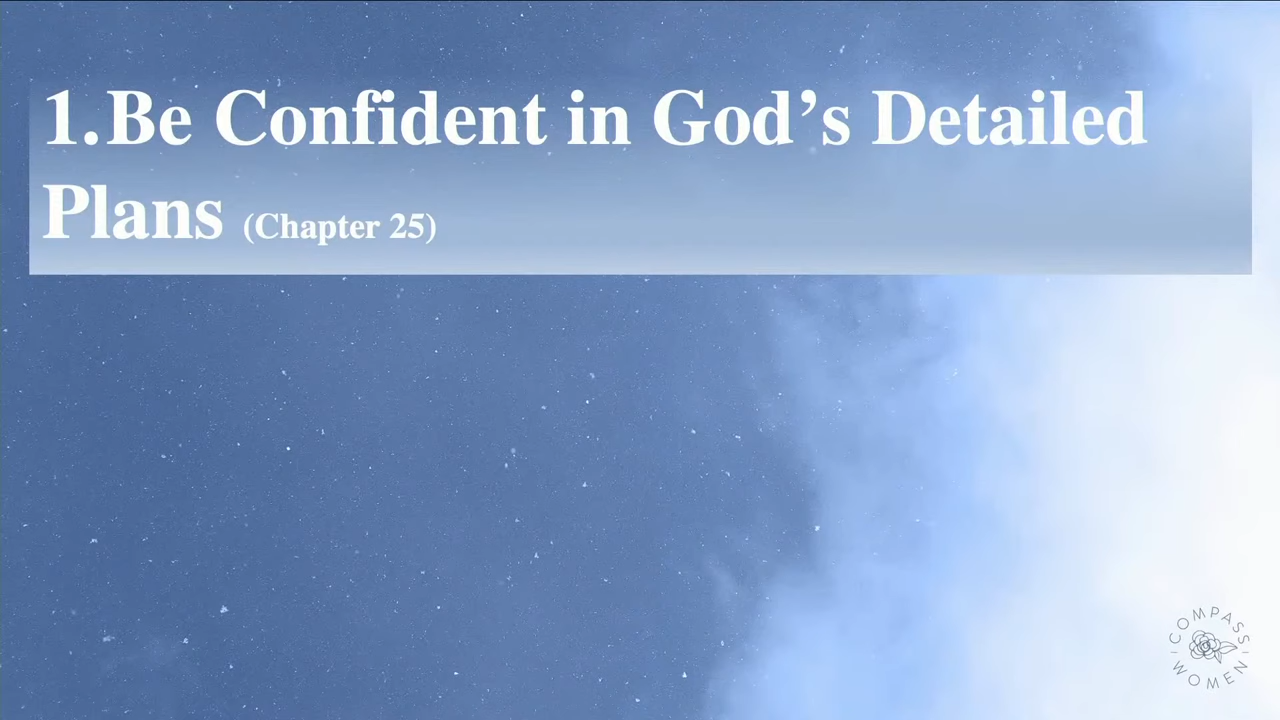 1. Be Confident in God’s Detailed
Plans (Chapter 25)
COMPASS
WOMEN